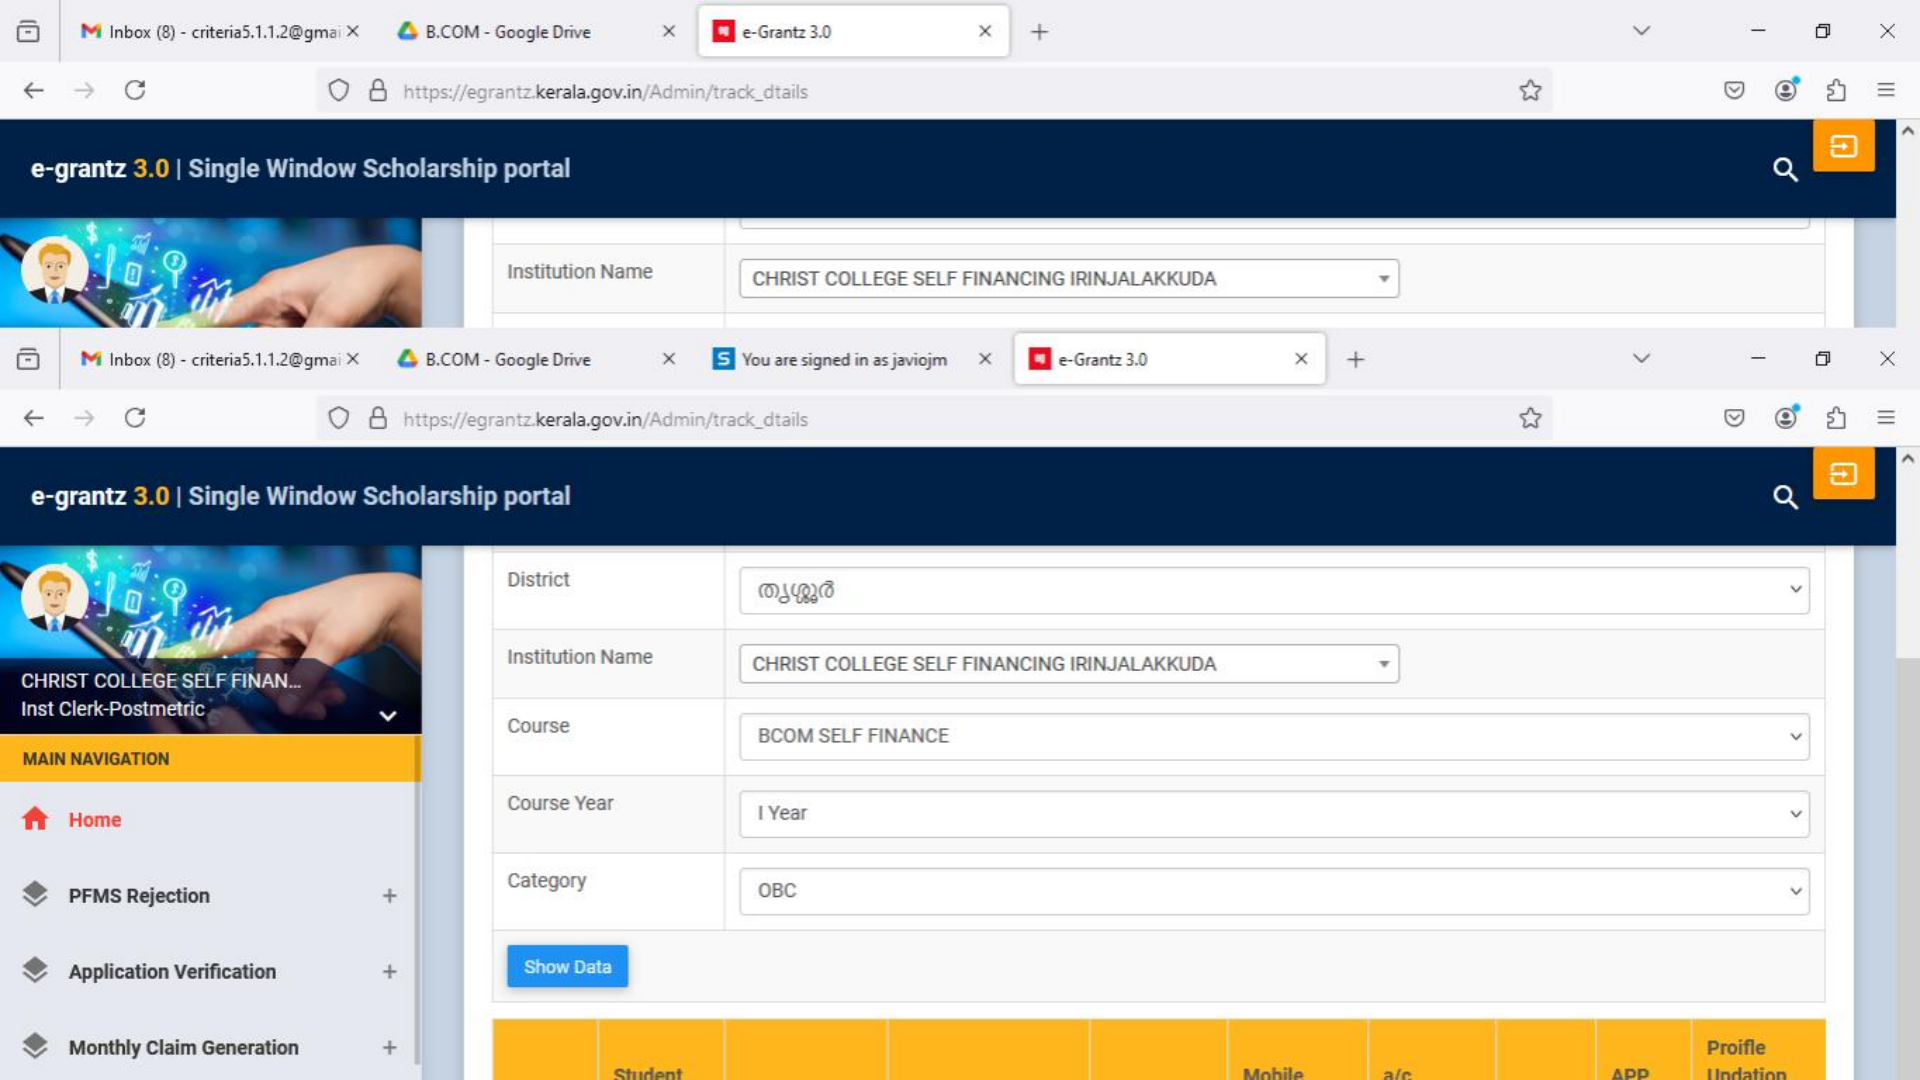 Inbox (8) - criteria5.1.1.2@gmai
B.COM - Google Drive
e-Grantz 3.0
https://egrantz.kerala.gov.in/Admin/track_dtails
e-grantz 3.0 | Single Window Scholarship portal
Institution Name
CHRIST COLLEGE SELF FINANCING IRINJALAKKUDA
Inbox (8) - criteria5.1.1.2@gmai
B.COM - Google Drive
S You are signed in as javiojm
e-Grantz 3.0
https://egrantz.kerala.gov.in/Admin/track_dtails
e-grantz 3.0 | Single Window Scholarship portal
CHRIST COLLEGE SELF FINAN...
Inst Clerk-Postmetric
MAIN NAVIGATION
Home
PFMS Rejection
Application Verification
Monthly Claim Generation
District
തൃശ്ശൂർ
Institution Name
CHRIST COLLEGE SELF FINANCING IRINJALAKKUDA
Course
BCOM SELF FINANCE
Course Year
I Year
Category
OBC
Show Data
Student
Mobile
a/c
APP
Proifle
Updation